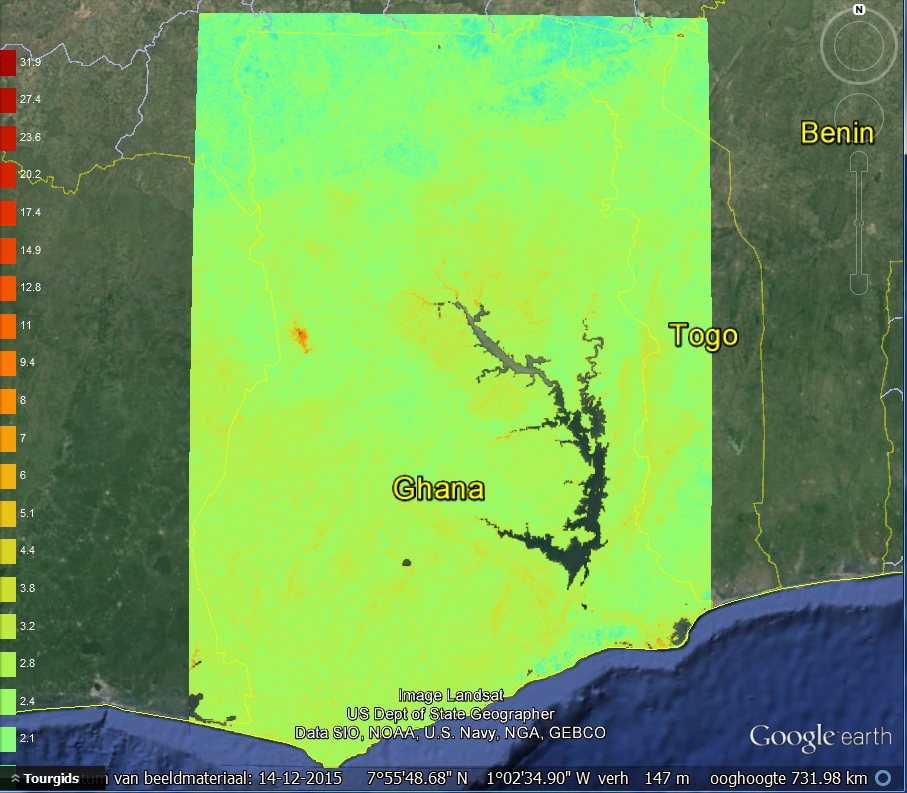 N
31.9
27.4
23.6
20.2
17.4
14.9
12.8
11
9.4
8
7
6
5.1
4.4
3.8
3.2
2.8
2.4
2.1
Benin
Togo
Ghana
Image Landsat
US Dept of State Geographer
Data SIO, NOAA, U.S. Navy, NGA, GEBCO
Google earth
Tourgids
van beeldmateriaal: 14-12-2015 7°55'48.68" N 1°02'34.90" W verh 147 m ooghoogte 731.98 km